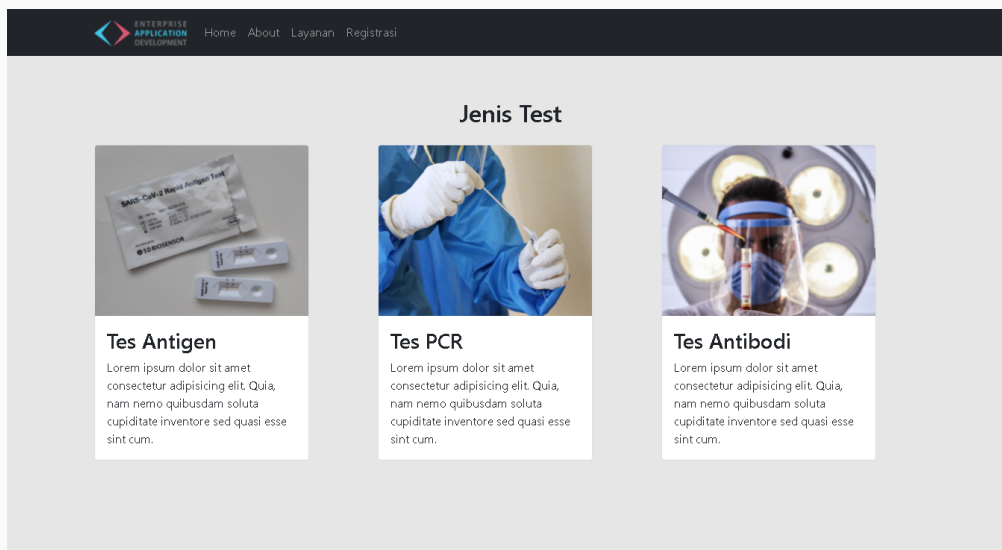 ENTERPRISE
APPLICATION
DEVELOPMENT
Home About Layanan Registrasi
Jenis Test
SARS-CoV-2 Rapid Antigen Test
SD BIOSENSOR
Tes Antigen
Lorem ipsum dolor sit amet
consectetur adipisicing elit. Quia,
nam nemo quibusdam soluta
cupiditate inventore sed quasi esse
sint cum.
Tes PCR
Lorem ipsum dolor sit amet
consectetur adipisicing elit. Quia,
nam nemo quibusdam soluta
cupiditate inventore sed quasi esse
sint cum.
Tes Antibodi
Lorem ipsum dolor sit amet
consectetur adipisicing elit. Quia,
nam nemo quibusdam soluta
cupiditate inventore sed quasi esse
sint cum.